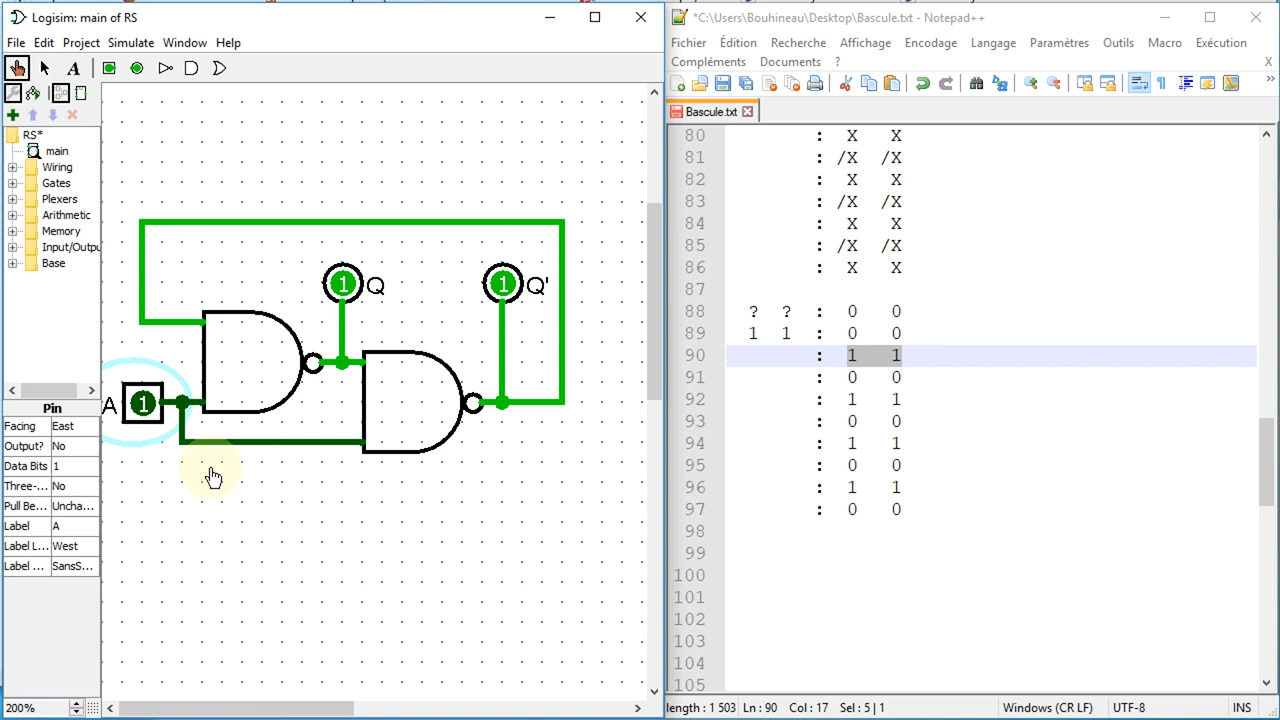 Logisim: main of RS
File Edit Project Simulate Window Help
A
RS*
main
Wiring
Gates
Plexers
Arithmetic
Memory
Input/Outpu
Base
Pin
Facing East
Output? No
Data Bits 1
Three-... No
Pull Be... Uncha...
Label A
Label L... West
Label ... SansS...
200%
1 Q
1 Q'
A 1
*C:\Users\Bouhineau\Desktop\Bascule.txt - Notepad++
Fichier Édition Recherche Affichage Encodage Langage Paramètres Outils Macro Exécution
Compléments Documents ? X
Bascule.txt
80 : X X
81 : /X /X
82 : X X
83 : /X /X
84 : X X
85 : /X /X
86 : X X
87
88 ? ? : 0 0
89 1 1 : 0 0
90 : 1 1
91 : 0 0
92 : 1 1
93 : 0 0
94 : 1 1
95 : 0 0
96 : 1 1
97 : 0 0
98
99
100
101
102
103
104
105
length : 1 503 Ln : 90 Col : 17 Sel : 5 | 1 Windows (CR LF) UTF-8 INS